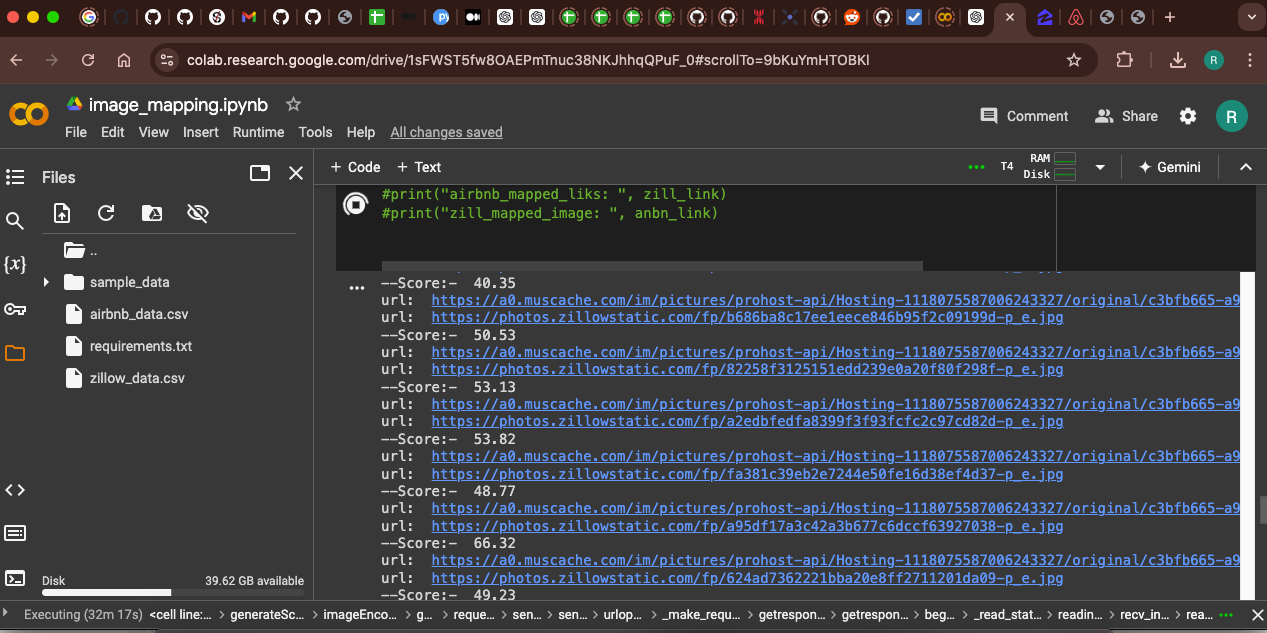 colab.research.google.com/drive/1sFWST5fw8OAEPmTnuc38NKJhhqQPuF_0#scrollTo=9bKuYmHTOBKl
R
image_mapping.ipynb
File Edit View Insert Runtime Tools Help All changes saved
Comment
Share
R
Files
+ Code + Text
T4
RAM
Disk
Gemini
#print("airbnb_mapped_liks: ", zill_link)
#print("zill_mapped_image: ", anbn_link)
..
sample_data
airbnb_data.csv
requirements.txt
zillow_data.csv
{x}
--Score:-  40.35
url:  https://a0.muscache.com/im/pictures/prohost-api/Hosting-1118075587006243327/original/c3bfb665-a9
url:  https://photos.zillowstatic.com/fp/b686ba8c17ee1eece846b95f2c09199d-p_e.jpg
--Score:-  50.53
url:  https://a0.muscache.com/im/pictures/prohost-api/Hosting-1118075587006243327/original/c3bfb665-a9
url:  https://photos.zillowstatic.com/fp/82258f3125151edd239e0a20f80f298f-p_e.jpg
--Score:-  53.13
url:  https://a0.muscache.com/im/pictures/prohost-api/Hosting-1118075587006243327/original/c3bfb665-a9
url:  https://photos.zillowstatic.com/fp/a2edbfedfa8399f3f93fcfc2c97cd82d-p_e.jpg
--Score:-  53.82
url:  https://a0.muscache.com/im/pictures/prohost-api/Hosting-1118075587006243327/original/c3bfb665-a9
url:  https://photos.zillowstatic.com/fp/fa381c39eb2e7244e50fe16d38ef4d37-p_e.jpg
--Score:-  48.77
url:  https://a0.muscache.com/im/pictures/prohost-api/Hosting-1118075587006243327/original/c3bfb665-a9
url:  https://photos.zillowstatic.com/fp/a95df17a3c42a3b677c6dccf63927038-p_e.jpg
--Score:-  66.32
url:  https://a0.muscache.com/im/pictures/prohost-api/Hosting-1118075587006243327/original/c3bfb665-a9
url:  https://photos.zillowstatic.com/fp/624ad7362221bba20e8ff2711201da09-p_e.jpg
--Score:-  49.23
Disk 39.62 GB available
Executing (32m 17s) <cell line:... > generateSc... > imageEnco... > g... > reque... > sen... > sen... > urlop... > _make_requ... > getrespon... > getrespon... > beg... > _read_stat... > readin... > recv_in... > rea...